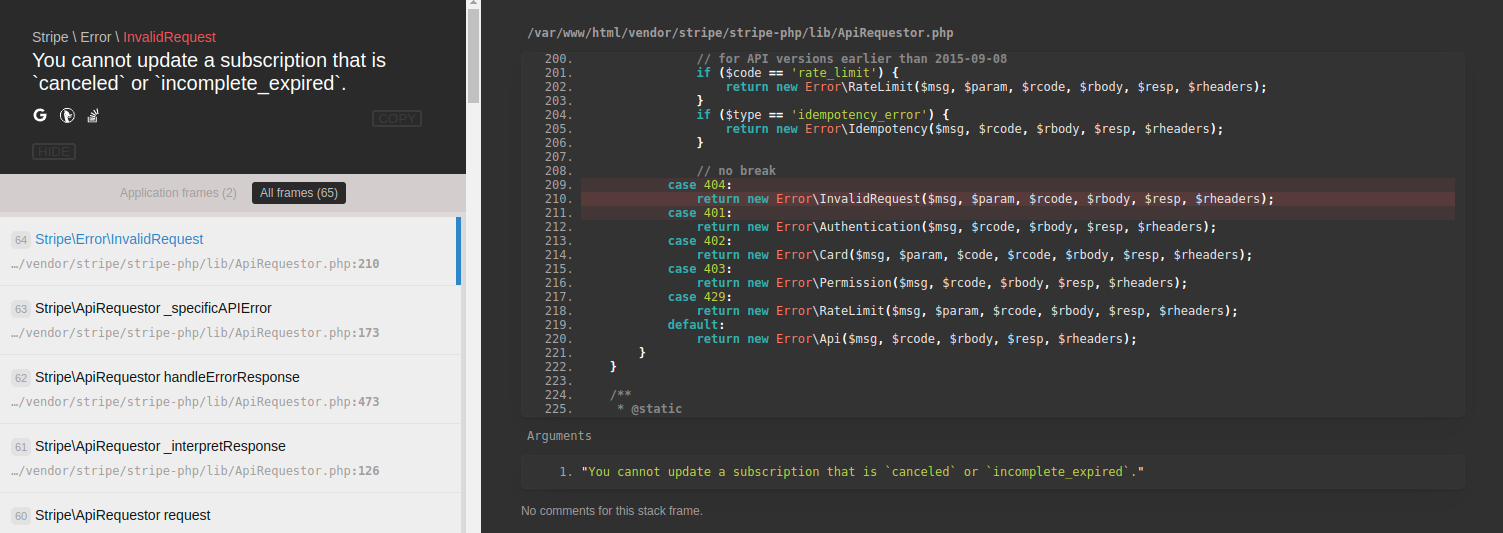 Stripe \ Error \ InvalidRequest
You cannot update a subscription that is
`canceled` or `incomplete_expired`.
COPY
HIDE
Application frames (2) All frames (65)
64 Stripe\Error\InvalidRequest
…/vendor/stripe/stripe-php/lib/ApiRequestor.php:210
63 Stripe\ApiRequestor _specificAPIError
…/vendor/stripe/stripe-php/lib/ApiRequestor.php:173
62 Stripe\ApiRequestor handleErrorResponse
…/vendor/stripe/stripe-php/lib/ApiRequestor.php:473
61 Stripe\ApiRequestor _interpretResponse
…/vendor/stripe/stripe-php/lib/ApiRequestor.php:126
60 Stripe\ApiRequestor request
/var/www/html/vendor/stripe/stripe-php/lib/ApiRequestor.php
200. // for API versions earlier than 2015-09-08
201. if ($code == 'rate_limit') {
202. return new Error\RateLimit($msg, $param, $rcode, $rbody, $resp, $rheaders);
203. }
204. if ($type == 'idempotency_error') {
205. return new Error\Idempotency($msg, $rcode, $rbody, $resp, $rheaders);
206. }
207.
208. // no break
209. case 404:
210. return new Error\InvalidRequest($msg, $param, $rcode, $rbody, $resp, $rheaders);
211. case 401:
212. return new Error\Authentication($msg, $rcode, $rbody, $resp, $rheaders);
213. case 402:
214. return new Error\Card($msg, $param, $code, $rcode, $rbody, $resp, $rheaders);
215. case 403:
216. return new Error\Permission($msg, $rcode, $rbody, $resp, $rheaders);
217. case 429:
218. return new Error\RateLimit($msg, $param, $rcode, $rbody, $resp, $rheaders);
219. default:
220. return new Error\Api($msg, $rcode, $rbody, $resp, $rheaders);
221. }
222. }
223.
224. /**
225. * @static
Arguments
1. "You cannot update a subscription that is `canceled` or `incomplete_expired`."
No comments for this stack frame.